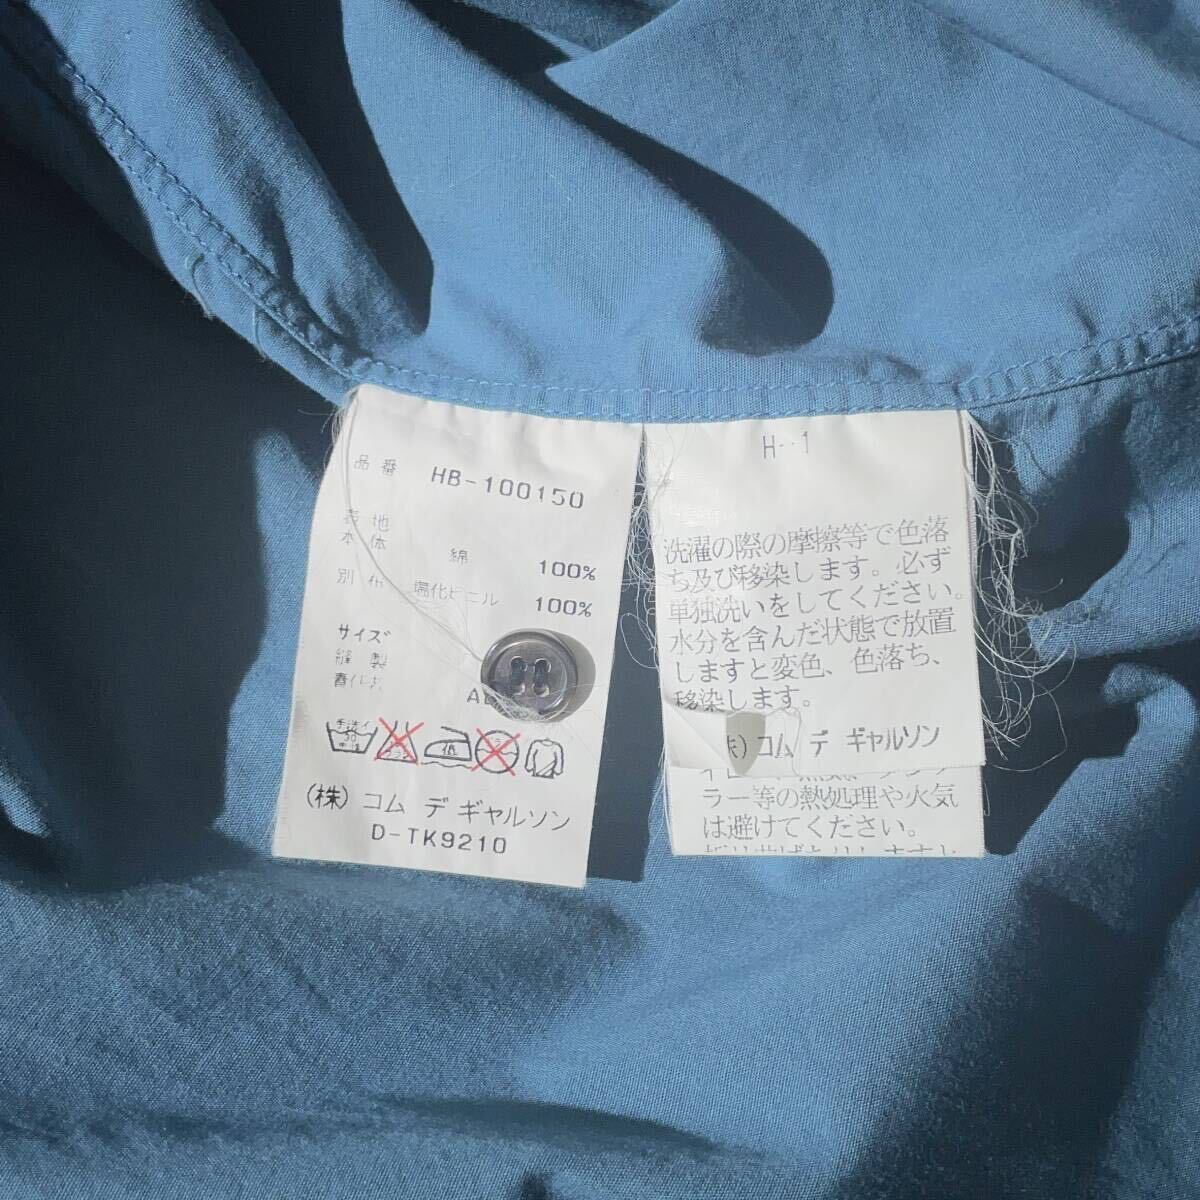 品番 HB-100150
表地
本体 綿 100%
別布 塩化ビニル 100%
サイズ
縫製
AD
手洗イ
30
低
(株) コム デ ギャルソン
D-TK9210
H--1
洗濯の際の摩擦等で色落
ち及び移染します。必ず
単独洗いをしてください。
水分を含んだ状態で放置
しますと変色、色落ち、
移染します。
株) コム デ ギャルソン
ラー等の熱処理や火気
は避けてください。